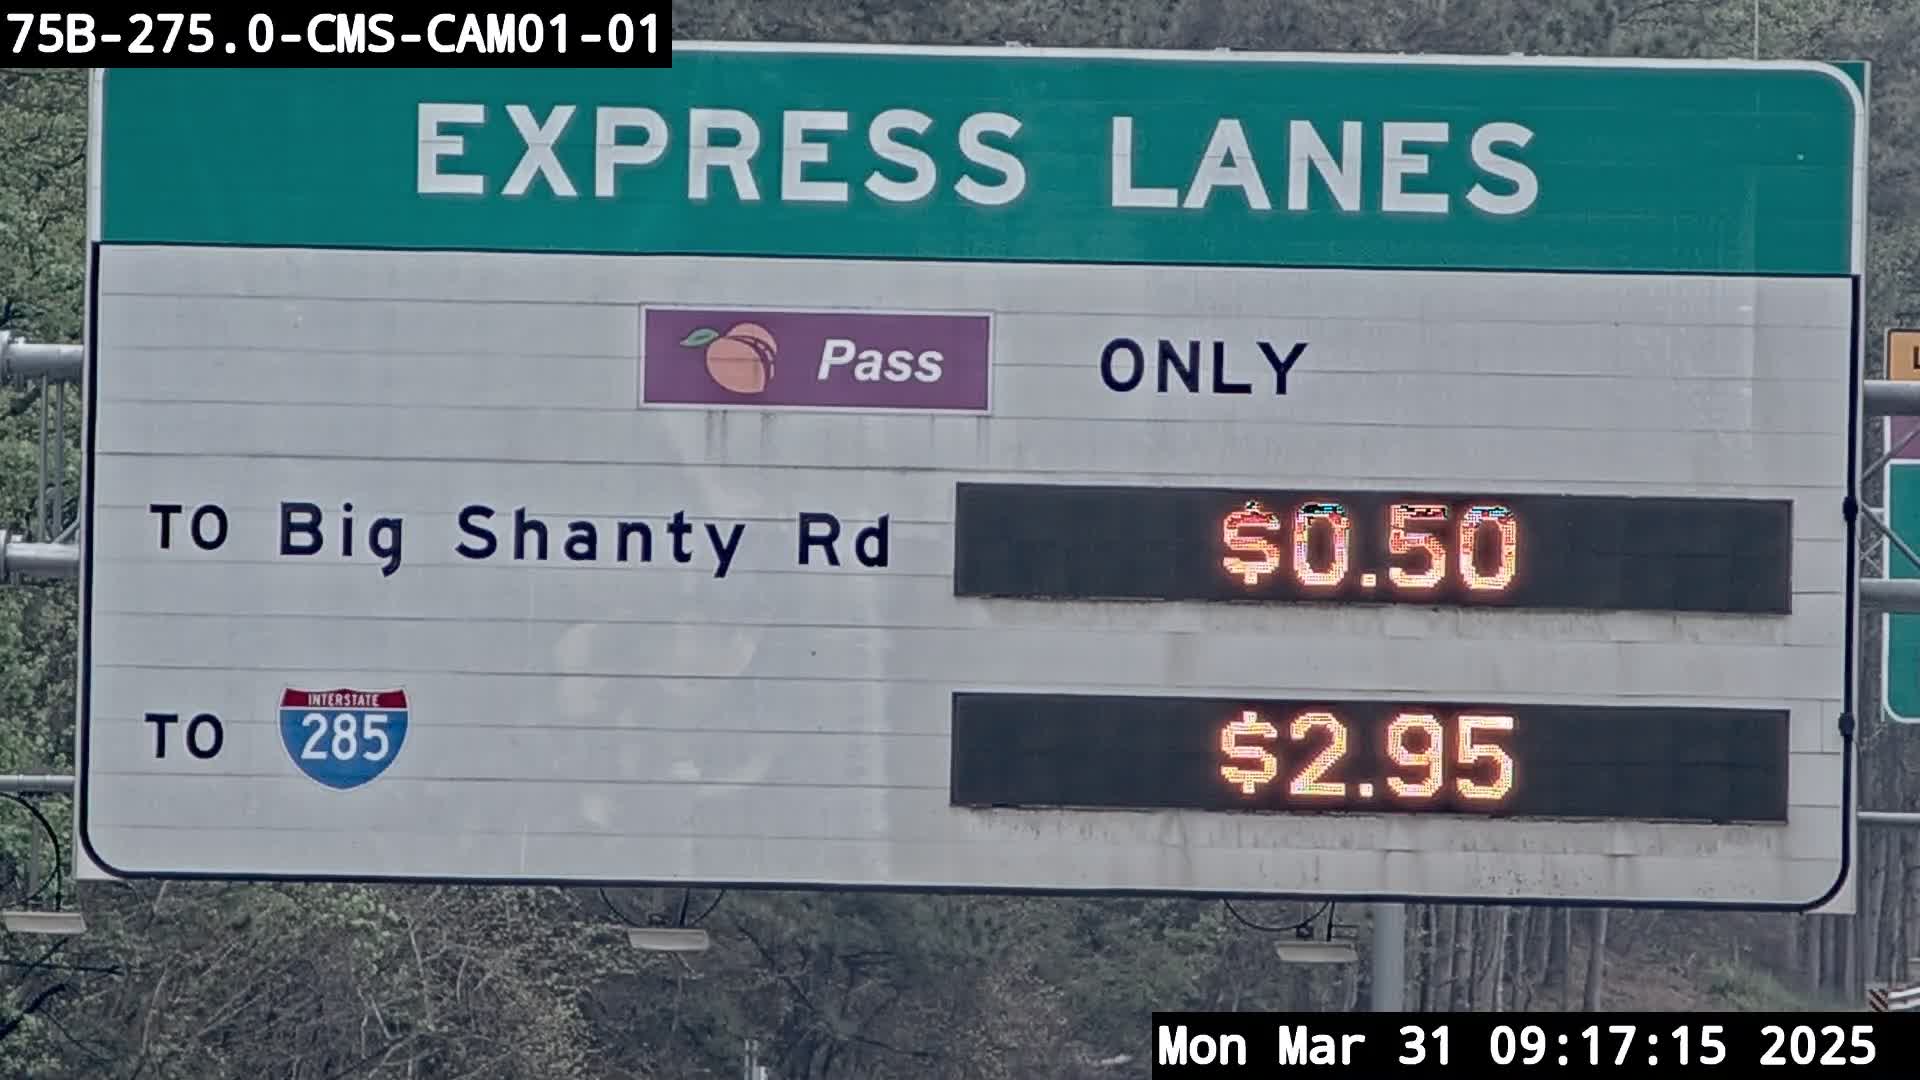 75B-275.0-CMS-CAM01-01
EXPRESS LANES
Pass ONLY
TO Big Shanty Rd $0.50
TO INTERSTATE 285 $2.95
Mon Mar 31 09:17:15 2025